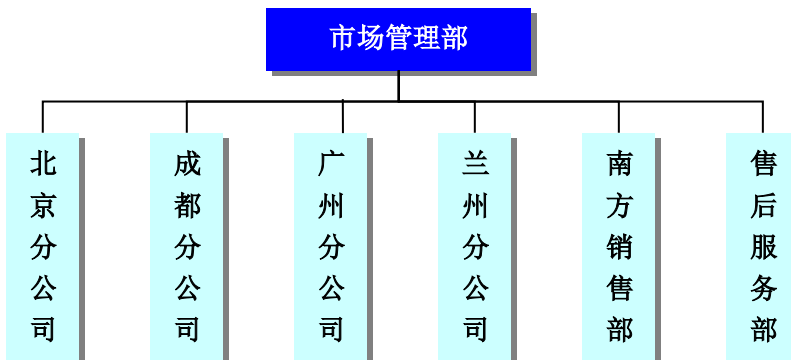 市场管理部
北京分公司
成都分公司
广州分公司
兰州分公司
南方销售部
售后服务部